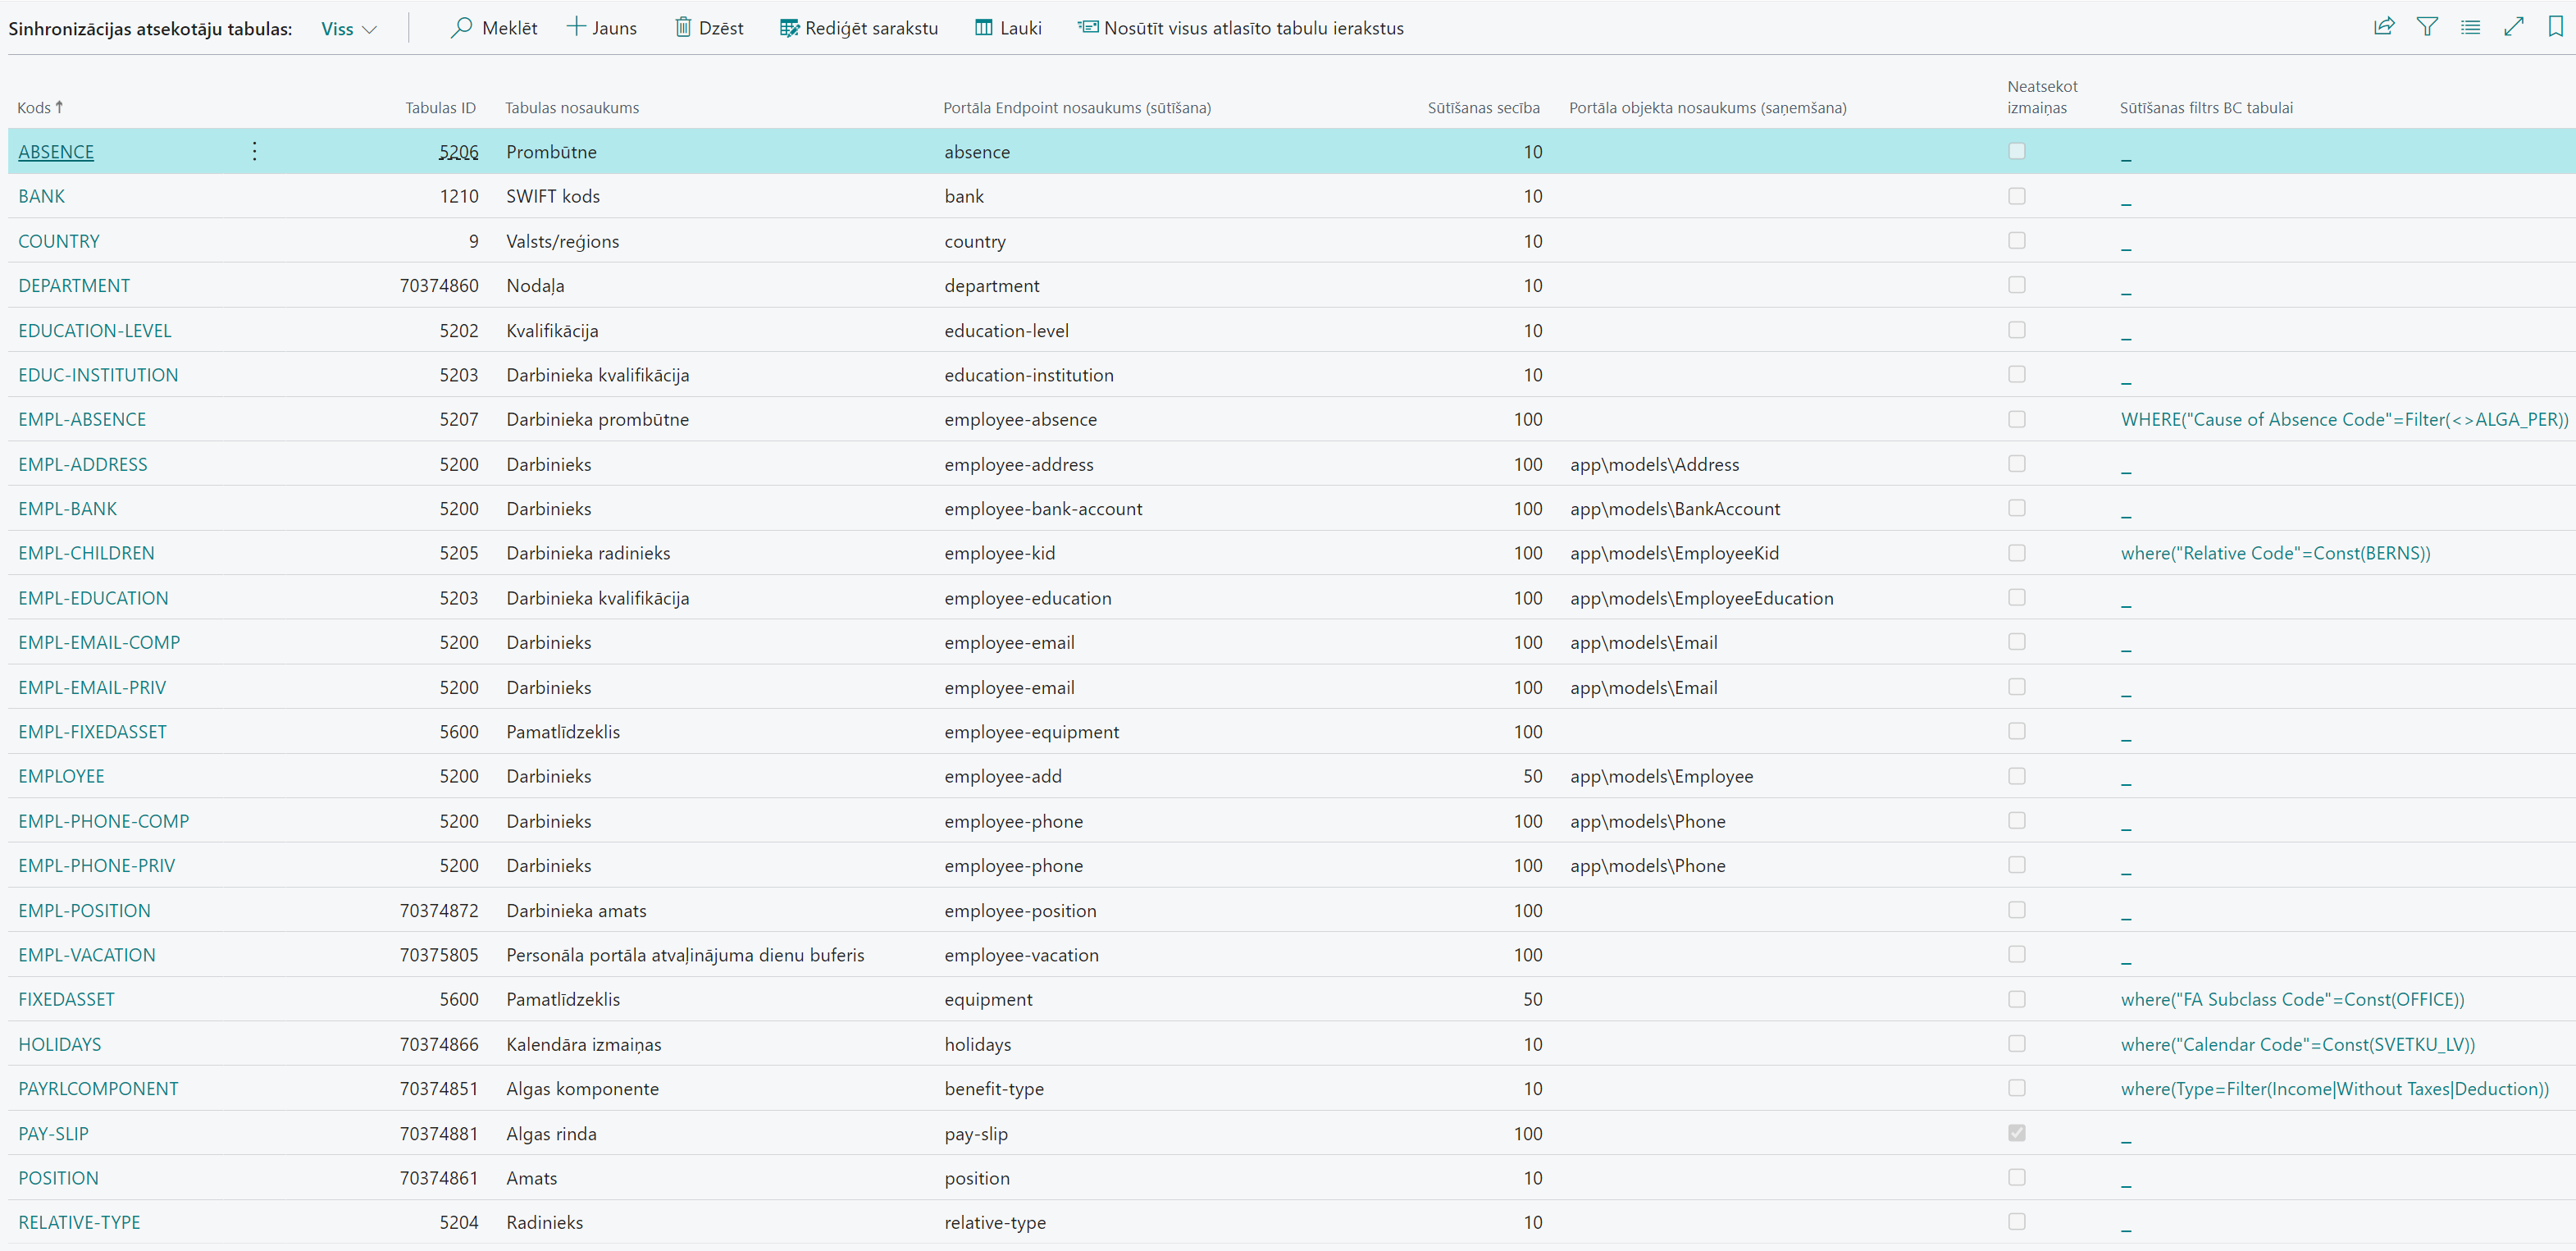 Sinhronizācijas atsekotāju tabulas: Viss Meklēt Jauns Dzēst Rediģēt sarakstu Lauki Nosūtīt visus atlasīto tabulu ierakstus
Kods ↑ Tabulas ID Tabulas nosaukums Portāla Endpoint nosaukums (sūtīšana) Sūtīšanas secība Portāla objekta nosaukums (saņemšana) Neatsekot izmaiņas Sūtīšanas filtrs BC tabulai
ABSENCE 5206 Prombūtne absence 10 _
BANK 1210 SWIFT kods bank 10 _
COUNTRY 9 Valsts/reģions country 10 _
DEPARTMENT 70374860 Nodaļa department 10 _
EDUCATION-LEVEL 5202 Kvalifikācija education-level 10 _
EDUC-INSTITUTION 5203 Darbinieka kvalifikācija education-institution 10 _
EMPL-ABSENCE 5207 Darbinieka prombūtne employee-absence 100 WHERE("Cause of Absence Code"=Filter(<>ALGA_PER))
EMPL-ADDRESS 5200 Darbinieks employee-address 100 app\models\Address _
EMPL-BANK 5200 Darbinieks employee-bank-account 100 app\models\BankAccount _
EMPL-CHILDREN 5205 Darbinieka radinieks employee-kid 100 app\models\EmployeeKid where("Relative Code"=Const(BERNS))
EMPL-EDUCATION 5203 Darbinieka kvalifikācija employee-education 100 app\models\EmployeeEducation _
EMPL-EMAIL-COMP 5200 Darbinieks employee-email 100 app\models\Email _
EMPL-EMAIL-PRIV 5200 Darbinieks employee-email 100 app\models\Email _
EMPL-FIXEDASSET 5600 Pamatlīdzeklis employee-equipment 100 _
EMPLOYEE 5200 Darbinieks employee-add 50 app\models\Employee _
EMPL-PHONE-COMP 5200 Darbinieks employee-phone 100 app\models\Phone _
EMPL-PHONE-PRIV 5200 Darbinieks employee-phone 100 app\models\Phone _
EMPL-POSITION 70374872 Darbinieka amats employee-position 100 _
EMPL-VACATION 70375805 Personāla portāla atvaļinājuma dienu buferis employee-vacation 100 _
FIXEDASSET 5600 Pamatlīdzeklis equipment 50 where("FA Subclass Code"=Const(OFFICE))
HOLIDAYS 70374866 Kalendāra izmaiņas holidays 10 where("Calendar Code"=Const(SVETKU_LV))
PAYRLCOMPONENT 70374851 Algas komponente benefit-type 10 where(Type=Filter(Income|Without Taxes|Deduction))
PAY-SLIP 70374881 Algas rinda pay-slip 100 _
POSITION 70374861 Amats position 10 _
RELATIVE-TYPE 5204 Radinieks relative-type 10 _